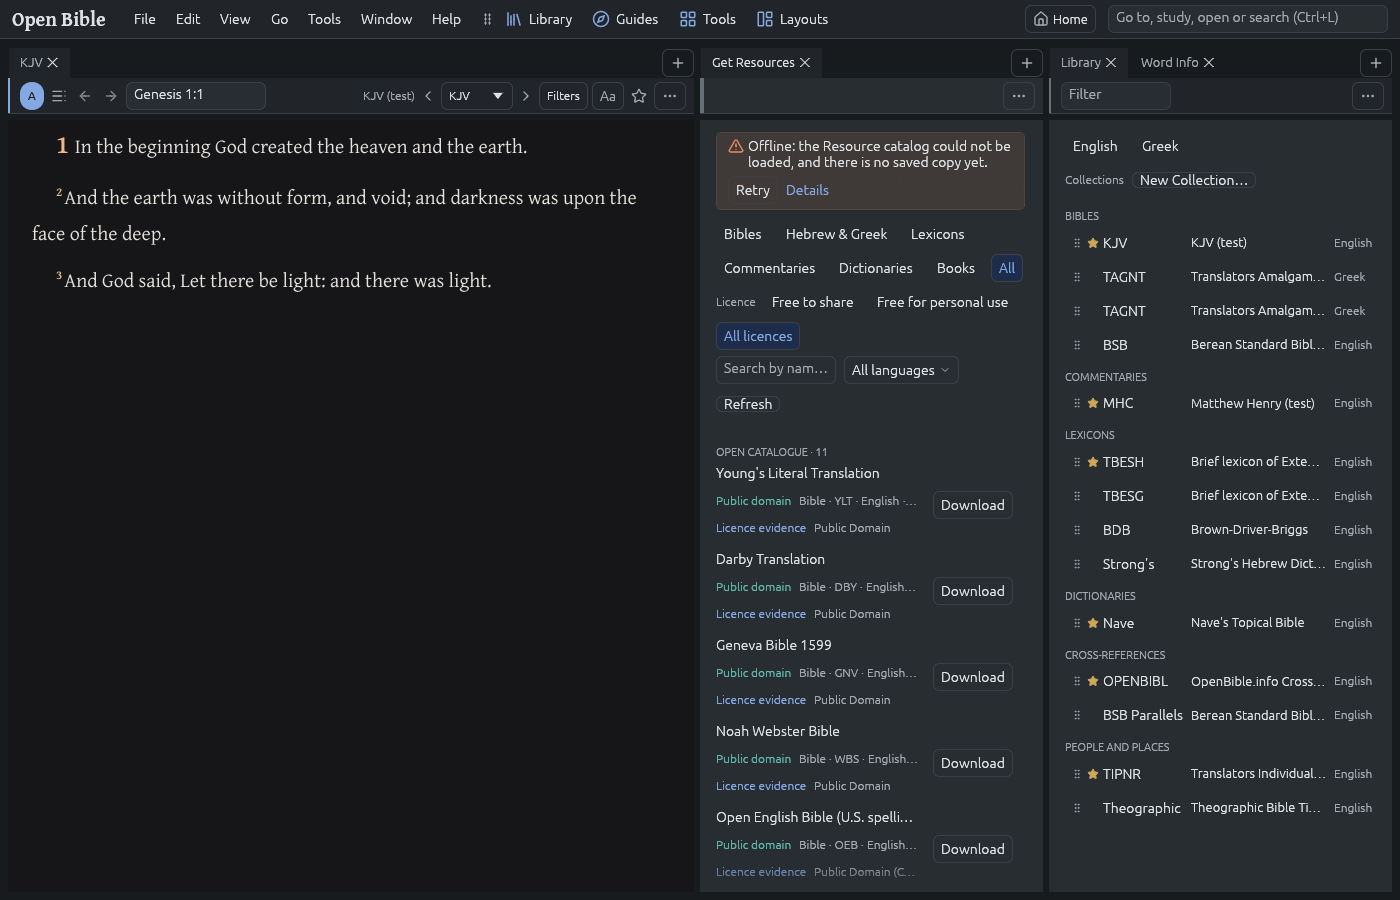 Open Bible File Edit View Go Tools Window Help Library Guides Tools Layouts Home Go to, study, open or search (Ctrl+L)
KJV
A Genesis 1:1 KJV (test) KJV Filters Aa
1 In the beginning God created the heaven and the earth.
2 And the earth was without form, and void; and darkness was upon the
face of the deep.
3 And God said, Let there be light: and there was light.
Get Resources
Offline: the Resource catalog could not be
loaded, and there is no saved copy yet.
Retry Details
Bibles Hebrew & Greek Lexicons
Commentaries Dictionaries Books All
Licence Free to share Free for personal use
All licences
Search by nam… All languages
Refresh
OPEN CATALOGUE · 11
Young's Literal Translation
Public domain Bible · YLT · English ·… Download
Licence evidence Public Domain
Darby Translation
Public domain Bible · DBY · English… Download
Licence evidence Public Domain
Geneva Bible 1599
Public domain Bible · GNV · English… Download
Licence evidence Public Domain
Noah Webster Bible
Public domain Bible · WBS · English… Download
Licence evidence Public Domain
Open English Bible (U.S. spelli…
Public domain Bible · OEB · English… Download
Licence evidence Public Domain (C…
Library Word Info
Filter
English Greek
Collections New Collection…
BIBLES
KJV KJV (test) English
TAGNT Translators Amalgam… Greek
TAGNT Translators Amalgam… Greek
BSB Berean Standard Bibl… English
COMMENTARIES
MHC Matthew Henry (test) English
LEXICONS
TBESH Brief lexicon of Exte… English
TBESG Brief lexicon of Exte… English
BDB Brown-Driver-Briggs English
Strong's Strong's Hebrew Dict… English
DICTIONARIES
Nave Nave's Topical Bible English
CROSS-REFERENCES
OPENBIBL OpenBible.info Cross… English
BSB Parallels Berean Standard Bibl… English
PEOPLE AND PLACES
TIPNR Translators Individual… English
Theographic Theographic Bible Ti… English